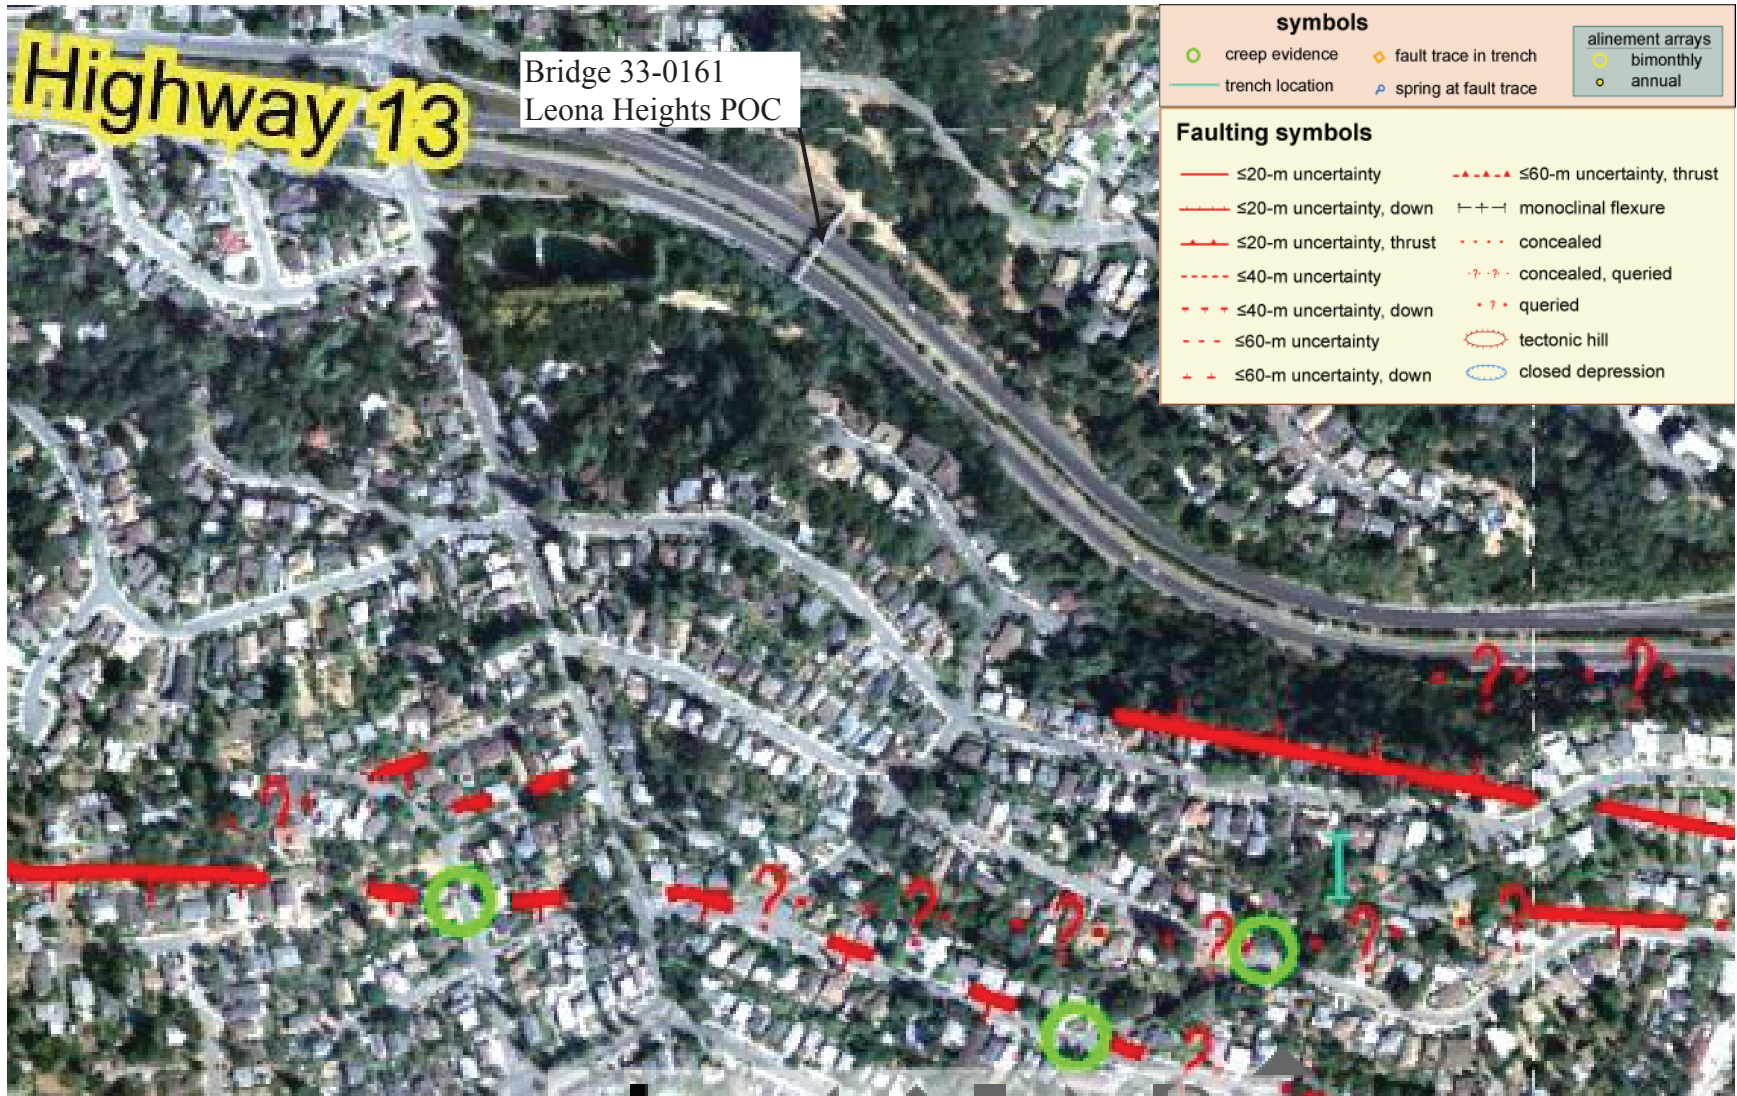 Highway 13
Bridge 33-0161
Leona Heights POC
symbols
creep evidence
fault trace in trench
trench location
spring at fault trace
alinement arrays
bimonthly
annual
Faulting symbols
≤20-m uncertainty
≤20-m uncertainty, down
≤20-m uncertainty, thrust
≤40-m uncertainty
≤40-m uncertainty, down
≤60-m uncertainty
≤60-m uncertainty, down
≤60-m uncertainty, thrust
monoclinal flexure
concealed
?
?
concealed, queried
?
queried
tectonic hill
closed depression
? ?
?
? ? ? ? ? ?
?